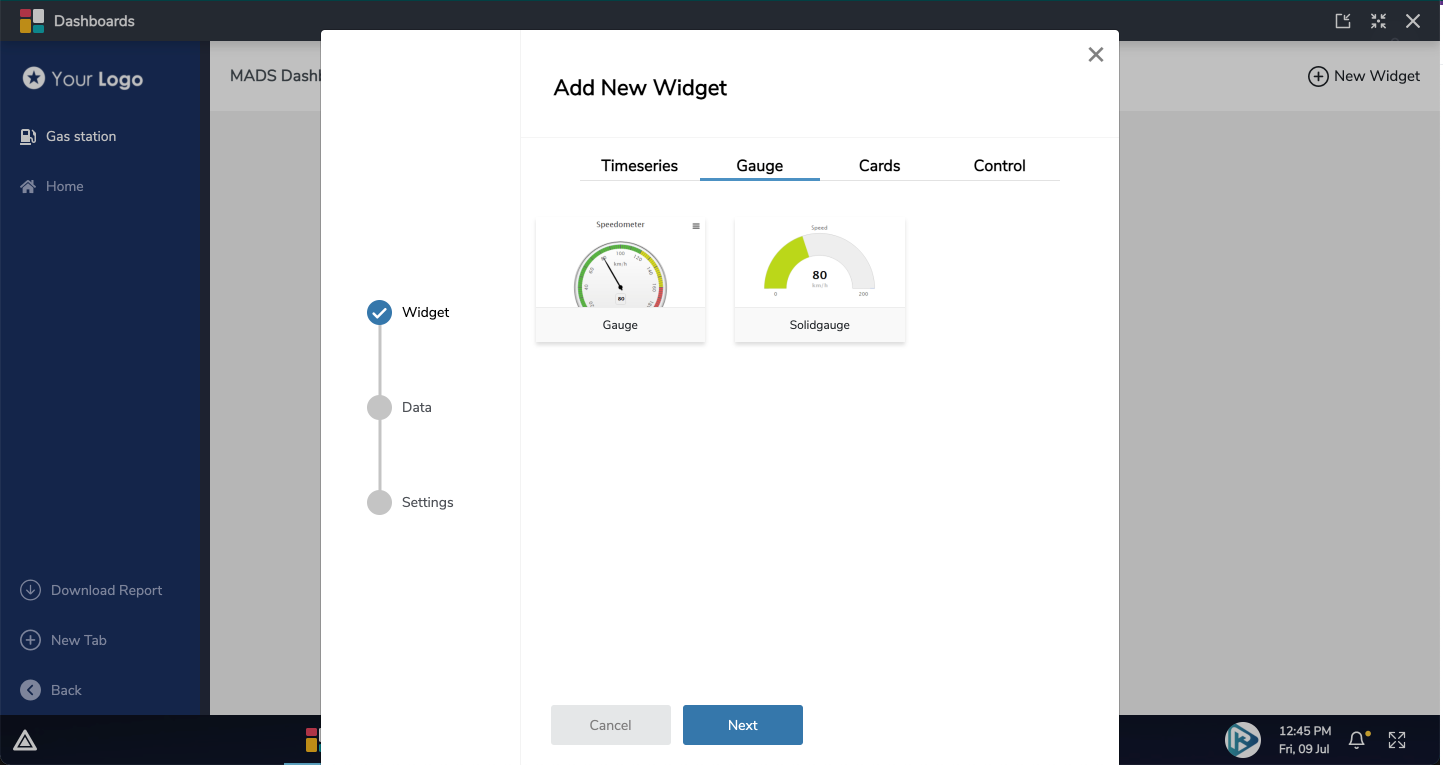 Dashboards
Your Logo
MADS Dashb
New Widget
Gas station
Home
Download Report
New Tab
Back
Add New Widget
Timeseries
Gauge
Cards
Control
Speedometer
100
120
km/h
80
Gauge
Speed
80
km/h
0
200
Solidgauge
Widget
Data
Settings
Cancel
Next
12:45 PM
Fri, 09 Jul